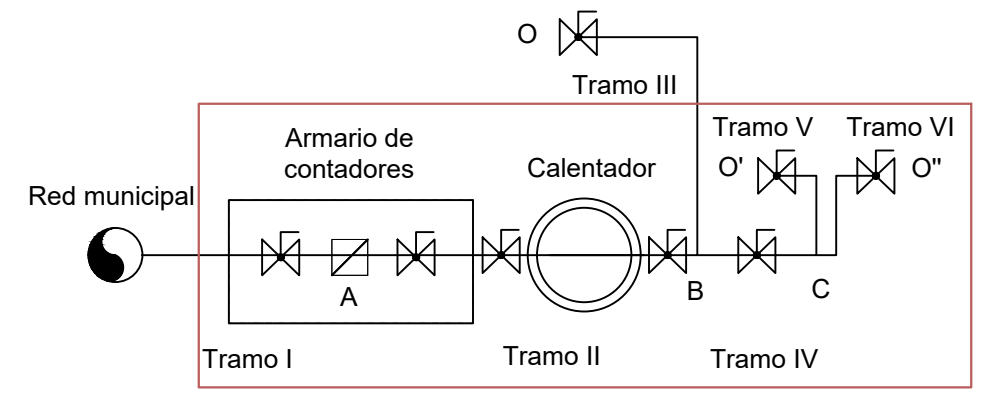 O
Tramo III
Tramo V
Tramo VI
Armario de
contadores
Calentador
O'
O"
Red municipal
A
B
C
Tramo I
Tramo II
Tramo IV